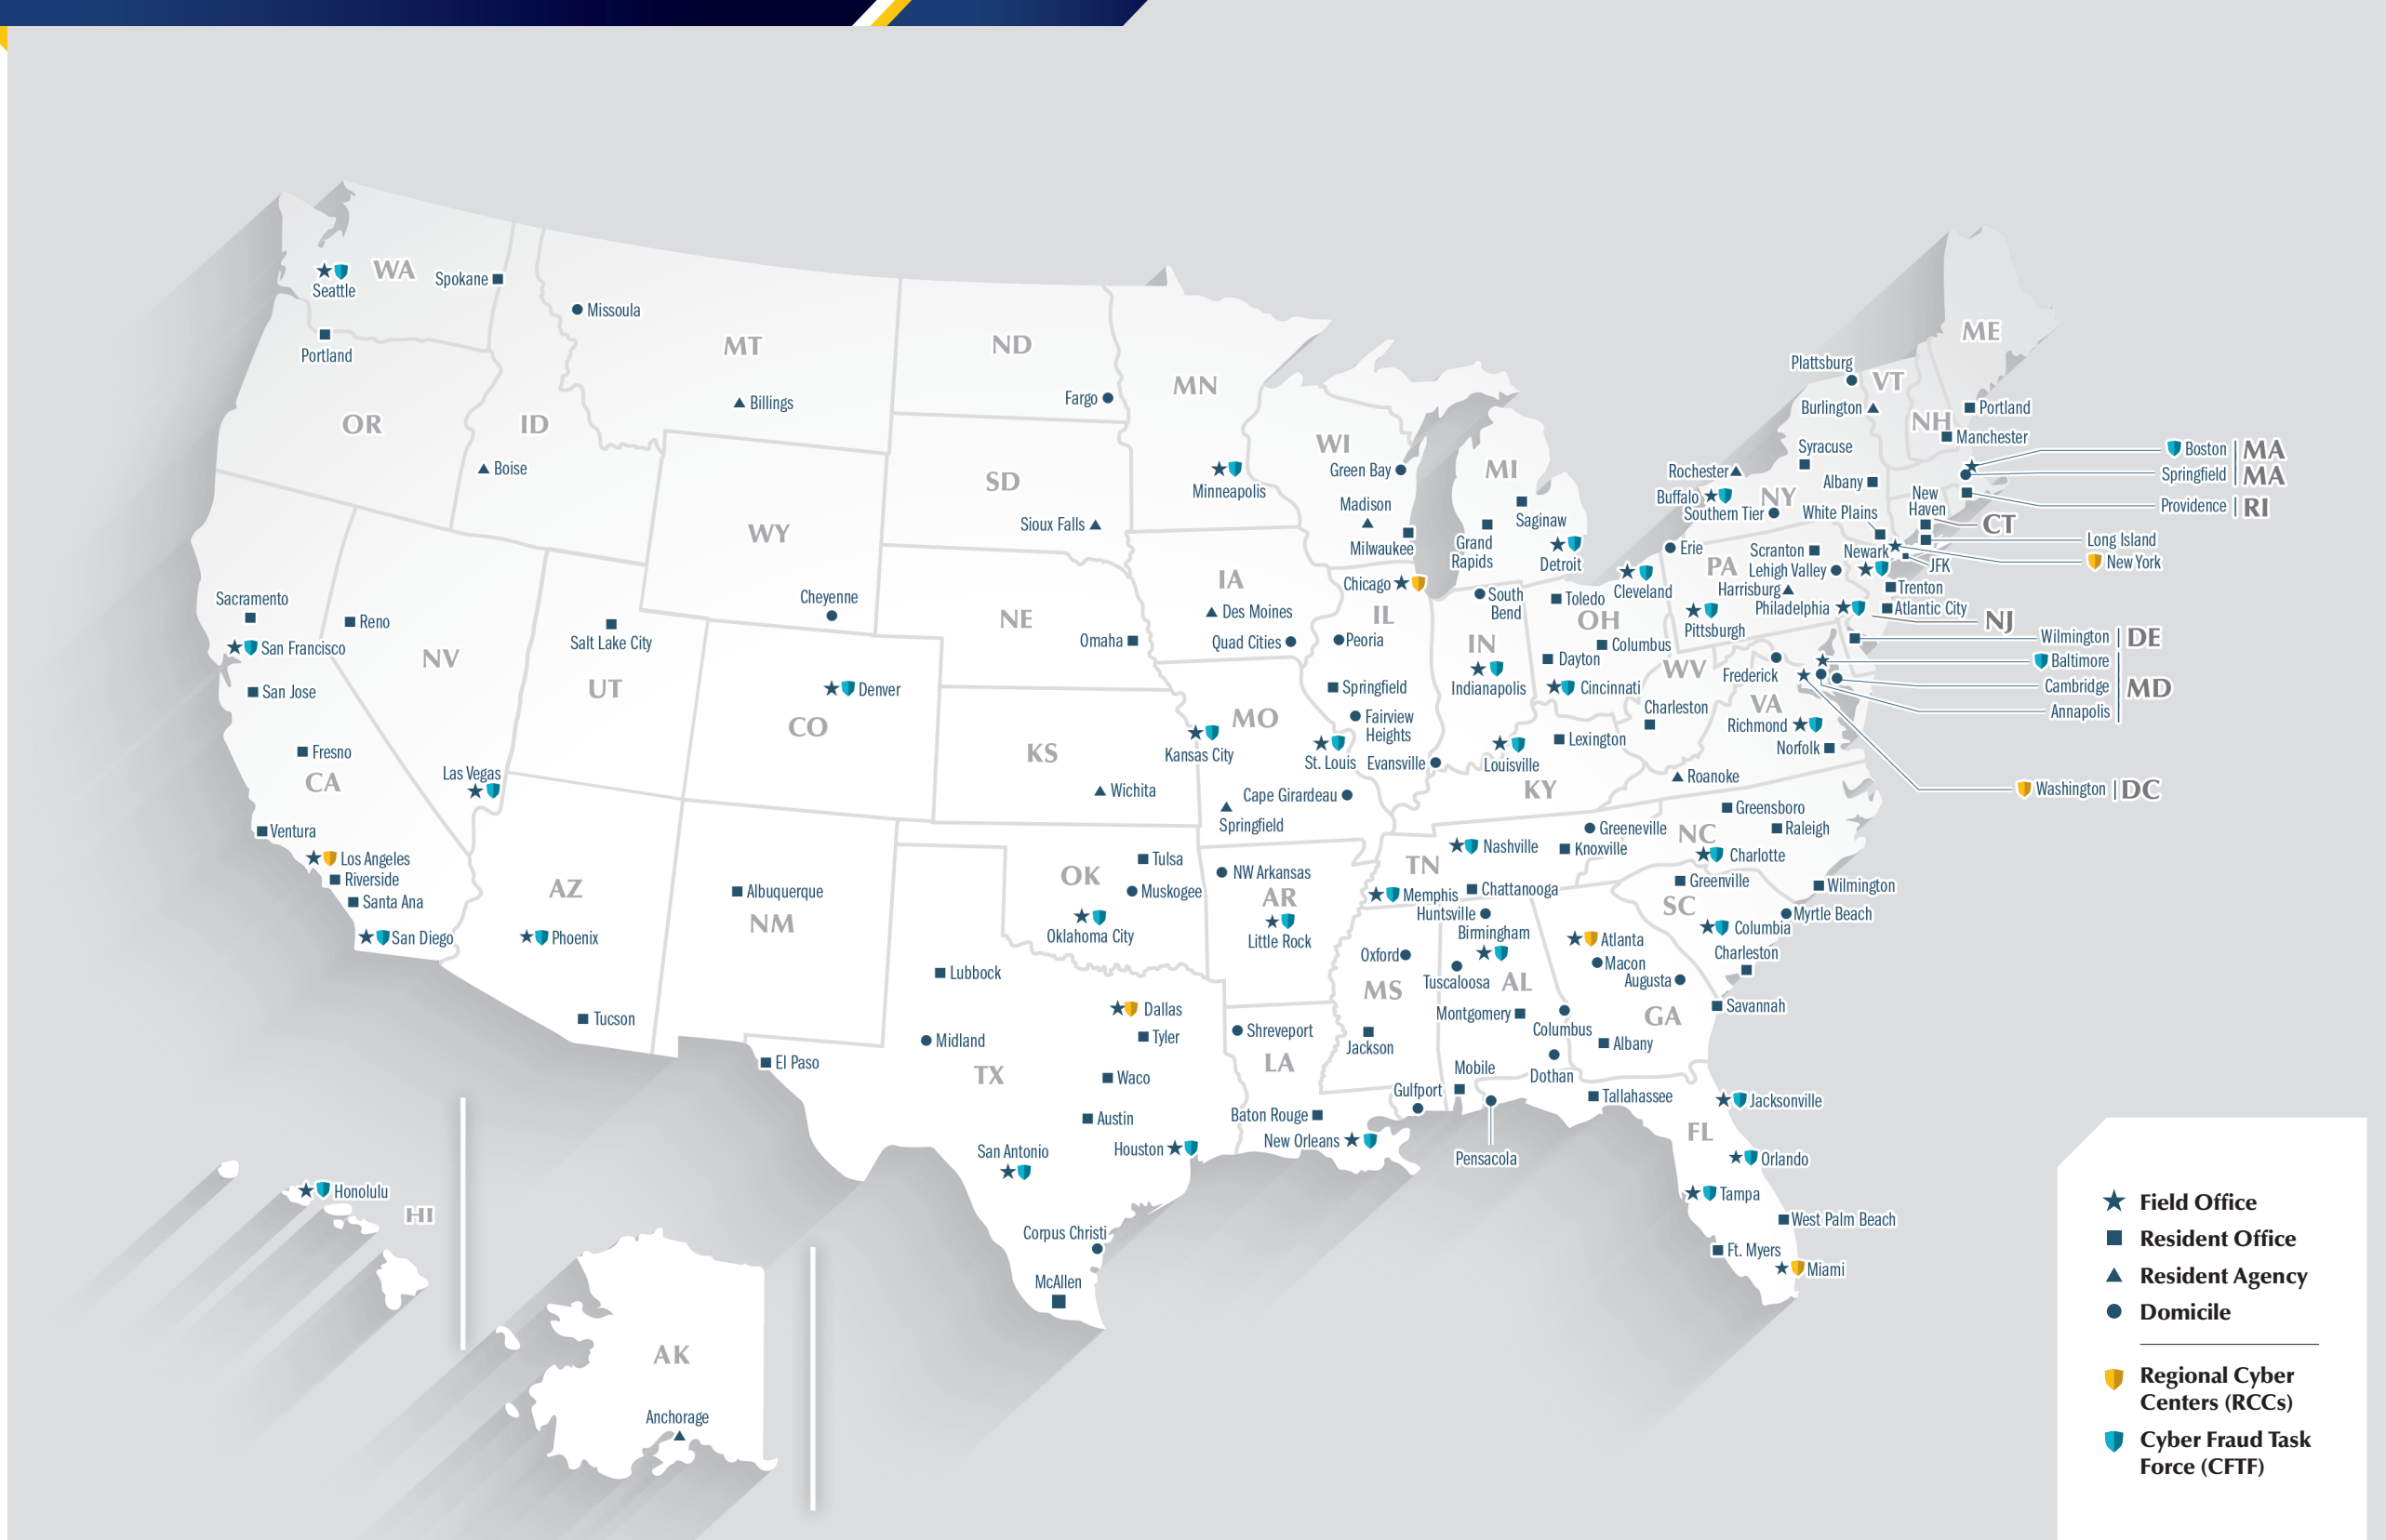 WA
Seattle
Spokane
Portland
OR
ID
Boise
Missoula
MT
Billings
ND
Fargo
SD
Sioux Falls
MN
Minneapolis
WI
Green Bay
Madison
Milwaukee
MI
Saginaw
Grand
Rapids
Detroit
WY
Cheyenne
Sacramento
San Francisco
San Jose
Fresno
CA
Ventura
Los Angeles
Riverside
Santa Ana
San Diego
Reno
NV
Las Vegas
Salt Lake City
UT
Denver
CO
AZ
Phoenix
Tucson
Albuquerque
NM
NE
Omaha
KS
Wichita
IA
Des Moines
Quad Cities
MO
Kansas City
St. Louis
Cape Girardeau
Springfield
Chicago
IL
Peoria
Springfield
Fairview
Heights
South
Bend
IN
Indianapolis
Evansville
Toledo
Cleveland
OH
Columbus
Dayton
Cincinnati
Louisville
Lexington
KY
WV
Charleston
OK
Tulsa
Muskogee
Oklahoma City
NW Arkansas
AR
Little Rock
Lubbock
Dallas
Tyler
Midland
El Paso
TX
Waco
Austin
San Antonio
Houston
Corpus Christi
McAllen
Shreveport
LA
Baton Rouge
New Orleans
Oxford
MS
Jackson
Gulfport
TN
Nashville
Memphis
Greeneville
Knoxville
Chattanooga
Huntsville
Birmingham
Tuscaloosa
AL
Montgomery
Mobile
Dothan
Pensacola
Atlanta
Macon
Augusta
Columbus
GA
Albany
Savannah
Tallahassee
Jacksonville
FL
Orlando
Tampa
West Palm Beach
Ft. Myers
Miami
NC
Greensboro
Raleigh
Charlotte
Wilmington
Greenville
SC
Columbia
Myrtle Beach
Charleston
VA
Richmond
Norfolk
Roanoke
Plattsburg
VT
Burlington
ME
NH
Portland
Manchester
Syracuse
Rochester
Albany
Buffalo
NY
Southern Tier
White Plains
New
Haven
CT
Boston MA
Springfield MA
Providence RI
Long Island
New York
JFK
Newark
Erie
PA
Scranton
Lehigh Valley
Harrisburg
Philadelphia
Pittsburgh
Trenton
Atlantic City
NJ
Wilmington DE
Frederick
Baltimore
Cambridge
MD
Annapolis
Washington DC
Honolulu
HI
AK
Anchorage
Field Office
Resident Office
Resident Agency
Domicile
Regional Cyber
Centers (RCCs)
Cyber Fraud Task
Force (CFTF)